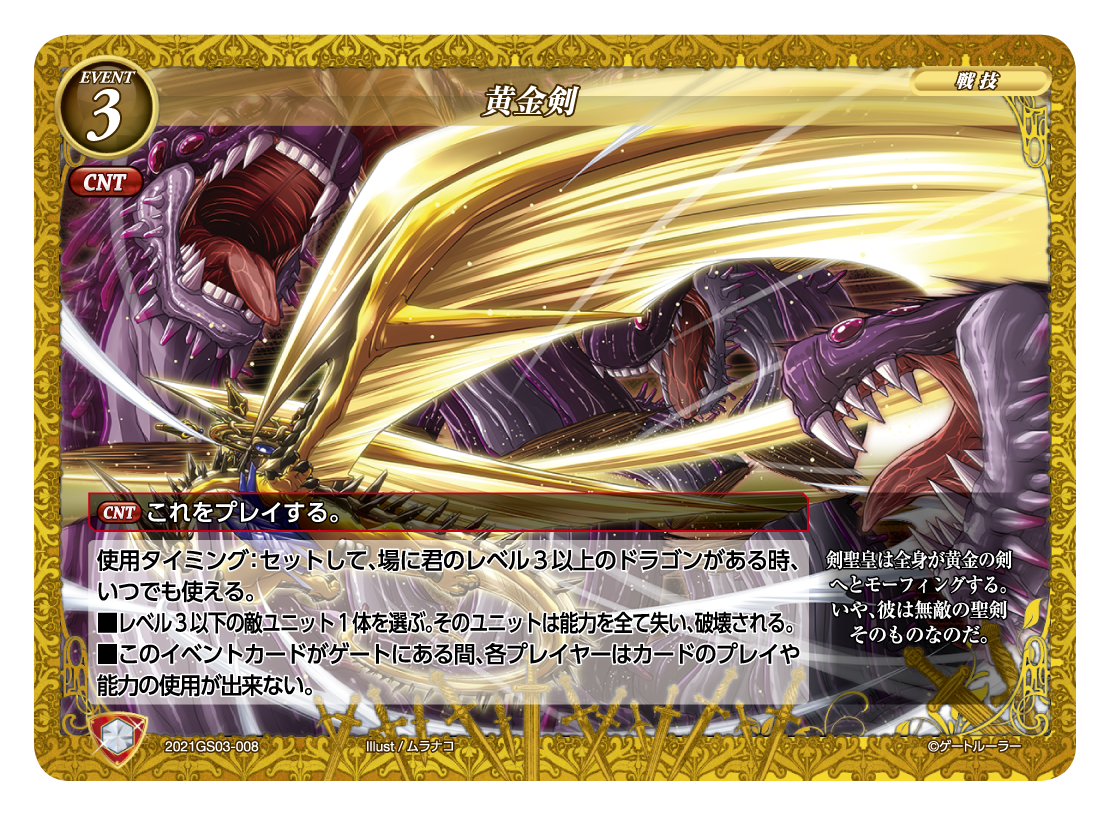 EVENT
3
黄金剣
戦技
CNT
CNT これをプレイする。
使用タイミング：セットして、場に君のレベル３以上のドラゴンがある時、
いつでも使える。
■レベル３以下の敵ユニット１体を選ぶ。そのユニットは能力を全て失い、破壊される。
■このイベントカードがゲートにある間、各プレイヤーはカードのプレイや
能力の使用が出来ない。
剣聖皇は全身が黄金の剣
へとモーフィングする。
いや、彼は無敵の聖剣
そのものなのだ。
2021GS03-008
Illust / ムラナコ
©ゲートルーラー